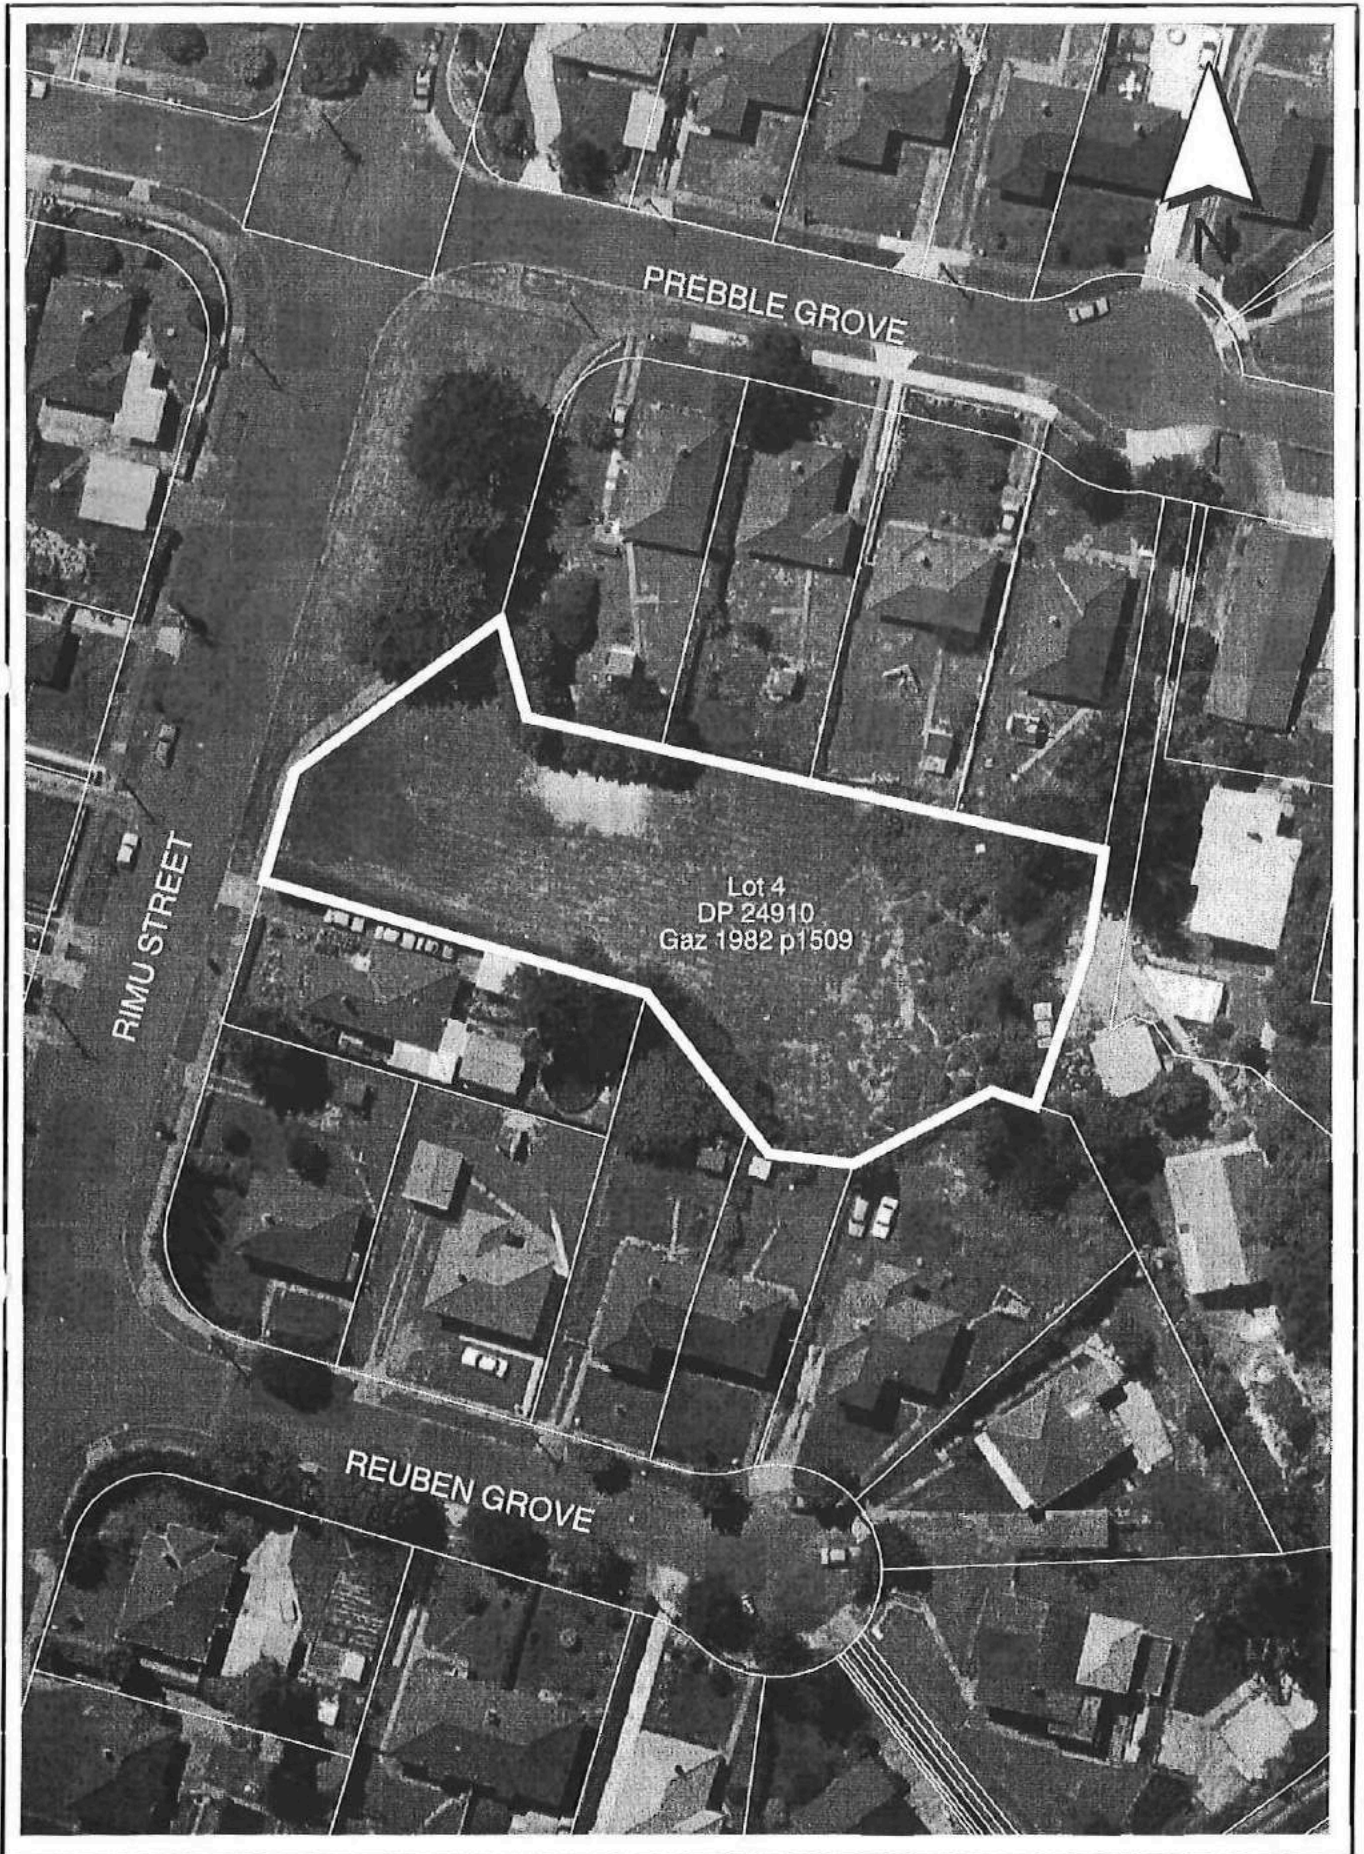 N
PREBBLE GROVE
Lot 4
DP 24910
Gaz 1982 p1509
RIMU STREET
REUBEN GROVE